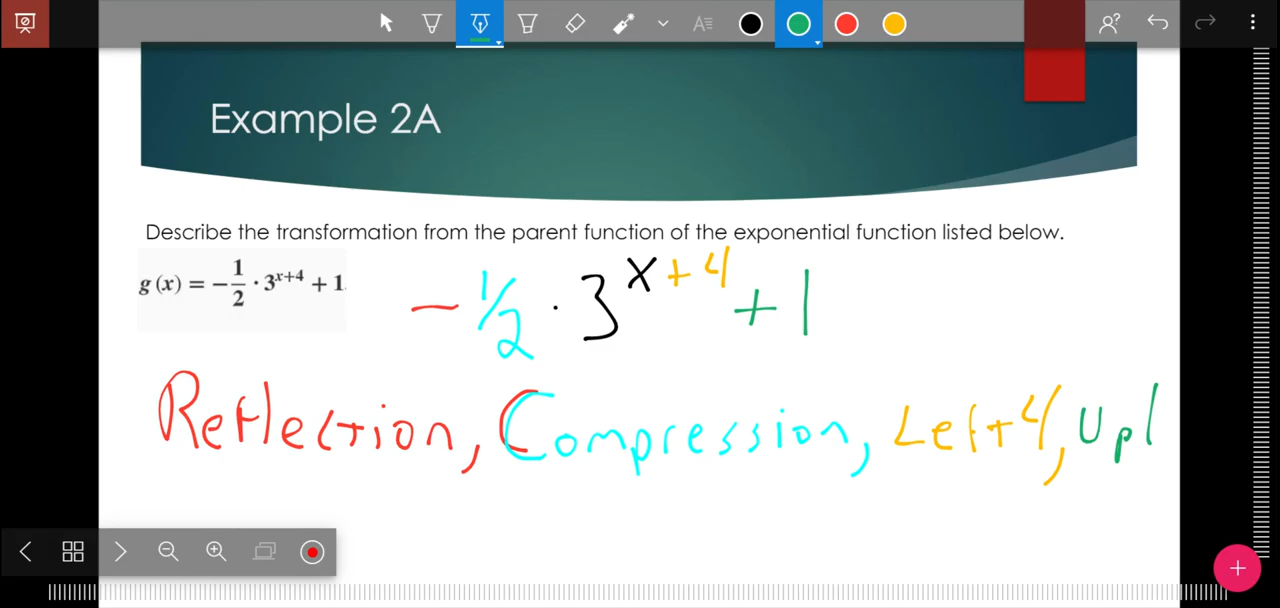 Example 2A
Describe the transformation from the parent function of the exponential function listed below.
g(x) = -1/2 · 3^(x+4) + 1
- 1/2 · 3^(x+4) + 1
Reflection, Compression, Left 4, Up 1